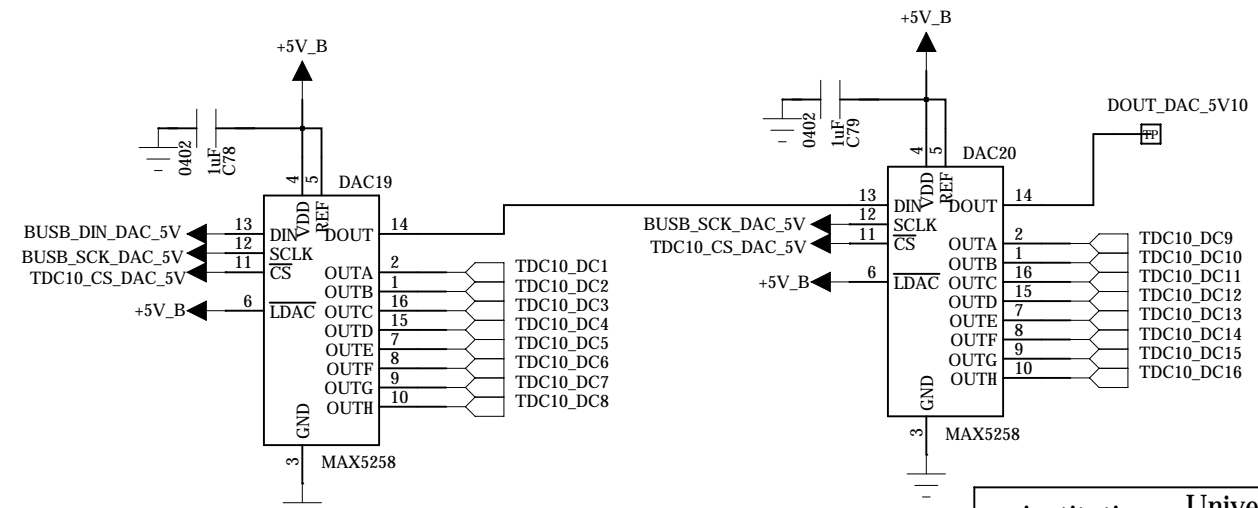 +5V_B
0402
1uF
C78
4
5
DAC19
VDD
REF
BUSB_DIN_DAC_5V 13 DIN DOUT 14
BUSB_SCK_DAC_5V 12 SCLK
TDC10_CS_DAC_5V 11 CS
+5V_B 6 LDAC
OUTA 2 TDC10_DC1
OUTB 1 TDC10_DC2
OUTC 16 TDC10_DC3
OUTD 15 TDC10_DC4
OUTE 7 TDC10_DC5
OUTF 8 TDC10_DC6
OUTG 9 TDC10_DC7
OUTH 10 TDC10_DC8
GND
3
MAX5258
+5V_B
0402
1uF
C79
4
5
DAC20
VDD
REF
DOUT_DAC_5V10
TP
13 DIN DOUT 14
BUSB_SCK_DAC_5V 12 SCLK
TDC10_CS_DAC_5V 11 CS
+5V_B 6 LDAC
OUTA 2 TDC10_DC9
OUTB 1 TDC10_DC10
OUTC 16 TDC10_DC11
OUTD 15 TDC10_DC12
OUTE 7 TDC10_DC13
OUTF 8 TDC10_DC14
OUTG 9 TDC10_DC15
OUTH 10 TDC10_DC16
GND
3
MAX5258
Unive